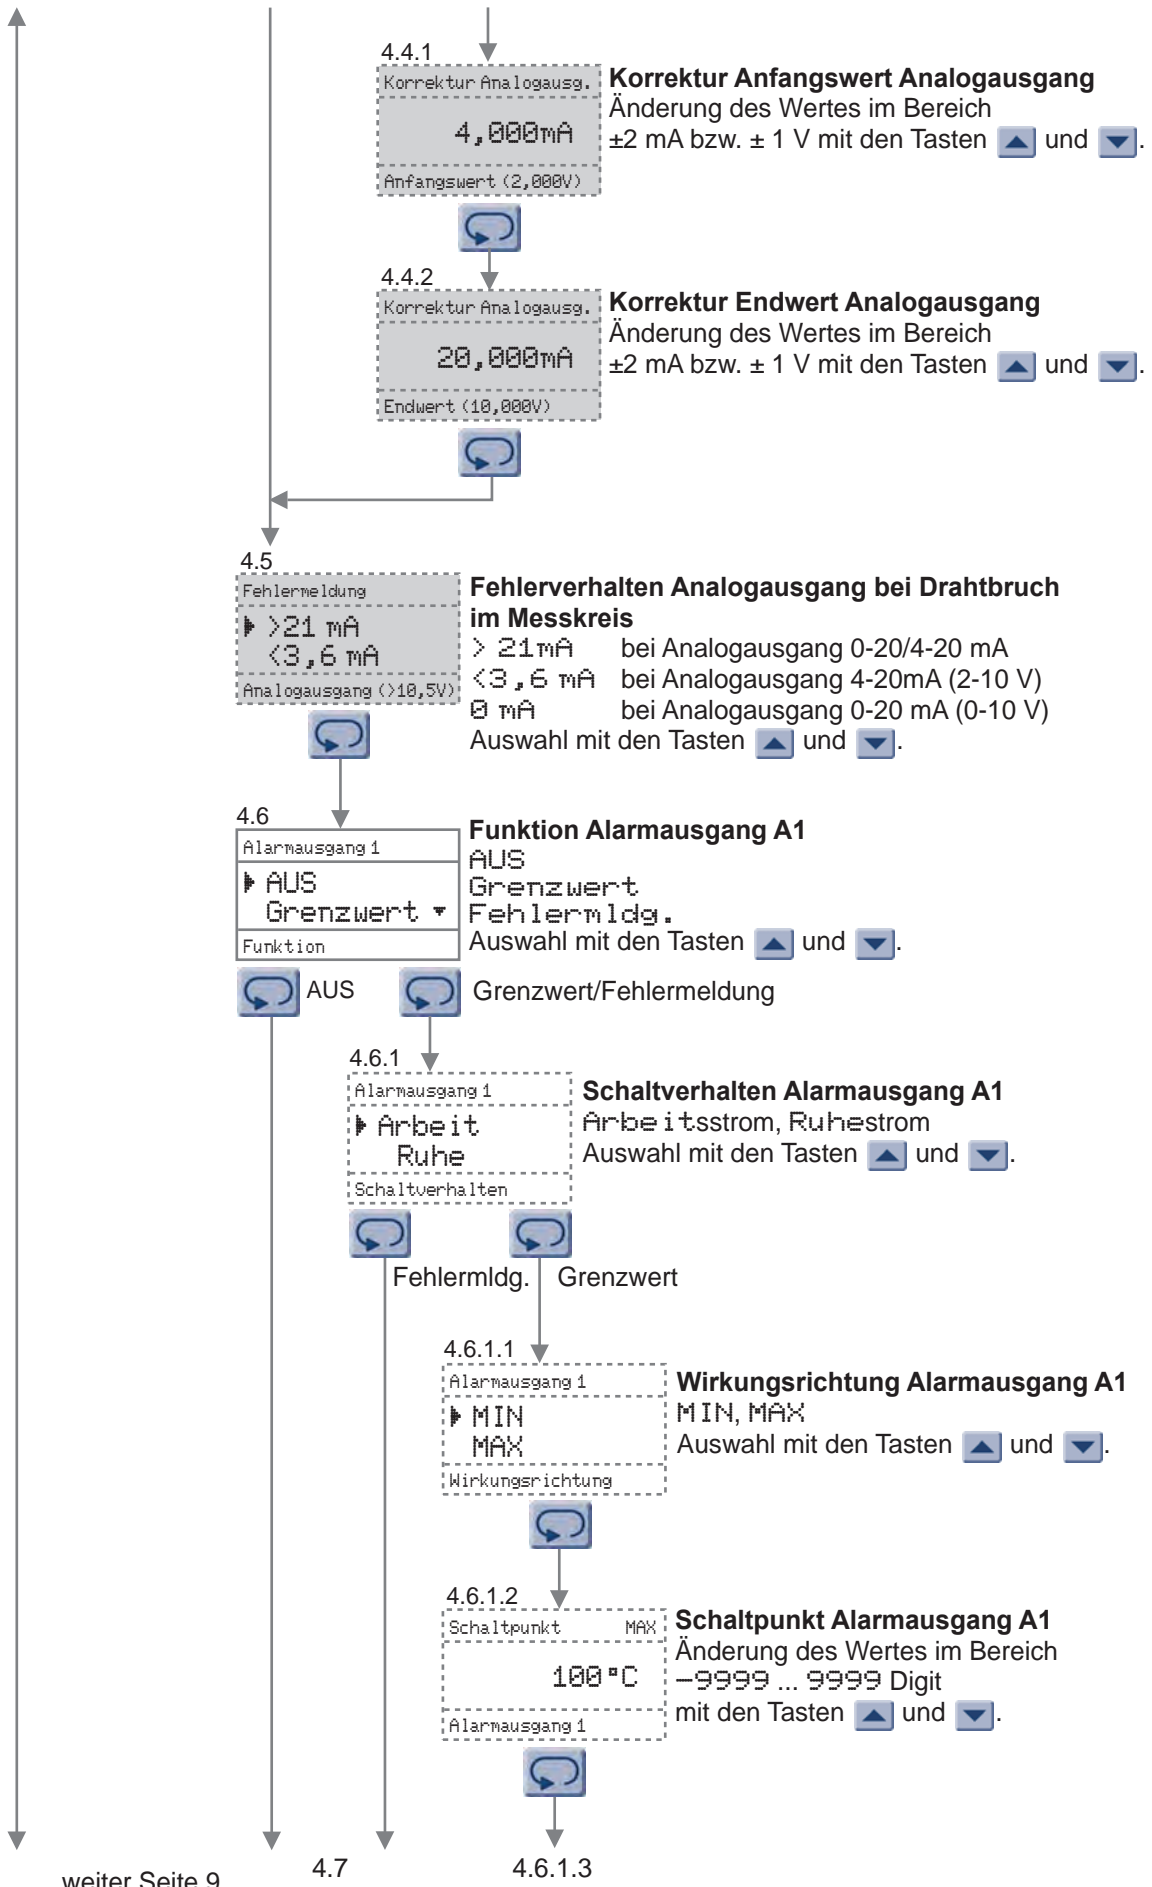 4.4.1
Korrektur Analogausg.
4,000mA
Anfangswert (2,000V)
Korrektur Anfangswert Analogausgang
Änderung des Wertes im Bereich
±2 mA bzw. ± 1 V mit den Tasten und .
4.4.2
Korrektur Analogausg.
20,000mA
Endwert (10,000V)
Korrektur Endwert Analogausgang
Änderung des Wertes im Bereich
±2 mA bzw. ± 1 V mit den Tasten und .
4.5
Fehlermeldung
>21 mA
<3,6 mA
Analogausgang (>10,5V)
Fehlerverhalten Analogausgang bei Drahtbruch
im Messkreis
> 21mA bei Analogausgang 0-20/4-20 mA
<3,6 mA bei Analogausgang 4-20mA (2-10 V)
0 mA bei Analogausgang 0-20 mA (0-10 V)
Auswahl mit den Tasten und .
4.6
Alarmausgang 1
AUS
Grenzwert
Funktion
Funktion Alarmausgang A1
AUS
Grenzwert
Fehlermldg.
Auswahl mit den Tasten und .
AUS
Grenzwert/Fehlermeldung
4.6.1
Alarmausgang 1
Arbeit
Ruhe
Schaltverhalten
Schaltverhalten Alarmausgang A1
Arbeitsstrom, Ruhestrom
Auswahl mit den Tasten und .
Fehlermldg. Grenzwert
4.6.1.1
Alarmausgang 1
MIN
MAX
Wirkungsrichtung
Wirkungsrichtung Alarmausgang A1
MIN, MAX
Auswahl mit den Tasten und .
4.6.1.2
Schaltpunkt MAX
100°C
Alarmausgang 1
Schaltpunkt Alarmausgang A1
Änderung des Wertes im Bereich
−9999 ... 9999 Digit
mit den Tasten und .
weiter Seite 9
4.7
4.6.1.3